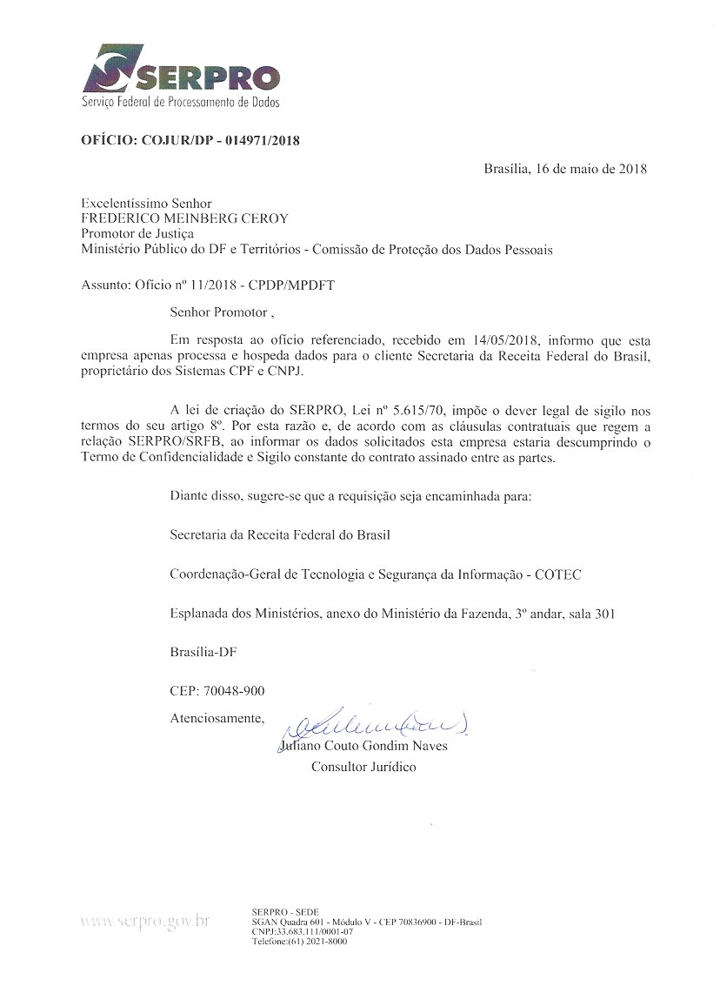 SERPRO
Serviço Federal de Processamento de Dados
OFÍCIO: COJUR/DP - 014971/2018
Brasília, 16 de maio de 2018
Excelentíssimo Senhor
FREDERICO MEINBERG CEROY
Promotor de Justiça
Ministério Público do DF e Territórios - Comissão de Proteção dos Dados Pessoais
Assunto: Ofício nº 11/2018 - CPDP/MPDFT
Senhor Promotor ,
Em resposta ao ofício referenciado, recebido em 14/05/2018, informo que esta
empresa apenas processa e hospeda dados para o cliente Secretaria da Receita Federal do Brasil,
proprietário dos Sistemas CPF e CNPJ.
A lei de criação do SERPRO, Lei nº 5.615/70, impõe o dever legal de sigilo nos
termos do seu artigo 8º. Por esta razão e, de acordo com as cláusulas contratuais que regem a
relação SERPRO/SRFB, ao informar os dados solicitados esta empresa estaria descumprindo o
Termo de Confidencialidade e Sigilo constante do contrato assinado entre as partes.
Diante disso, sugere-se que a requisição seja encaminhada para:
Secretaria da Receita Federal do Brasil
Coordenação-Geral de Tecnologia e Segurança da Informação - COTEC
Esplanada dos Ministérios, anexo do Ministério da Fazenda, 3º andar, sala 301
Brasília-DF
CEP: 70048-900
Atenciosamente,
Juliano Couto Gondim Naves
Consultor Jurídico
www.serpro.gov.br
SERPRO - SEDE
SGAN Quadra 601 - Módulo V - CEP 70836900 - DF-Brasil
CNPJ:33.683.111/0001-07
Telefone:(61) 2021-8000